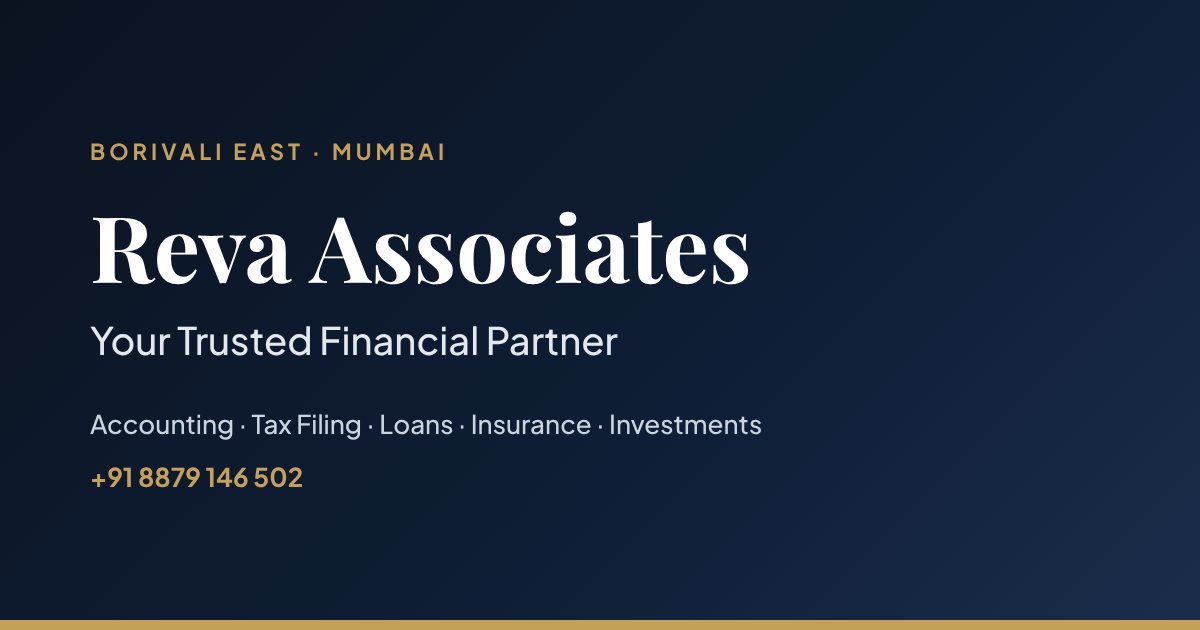 BORIVALI EAST · MUMBAI
Reva Associates
Your Trusted Financial Partner
Accounting · Tax Filing · Loans · Insurance · Investments
+91 8879 146 502